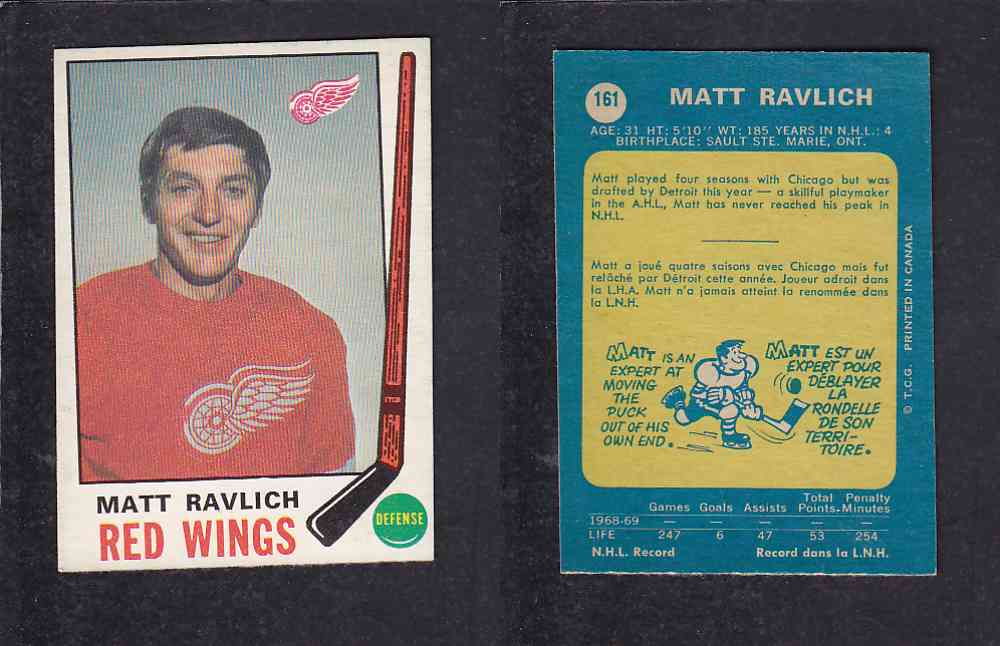 MATT RAVLICH
RED WINGS
DEFENSE
161
MATT RAVLICH
AGE: 31 HT: 5'10" WT: 185 YEARS IN N.H.L.: 4
BIRTHPLACE: SAULT STE. MARIE, ONT.
Matt played four seasons with Chicago but was
drafted by Detroit this year — a skillful playmaker
in the A.H.L., Matt has never reached his peak in
N.H.L.
Matt a joué quatre saisons avec Chicago mais fut
relâché par Détroit cette année. Joueur adroit dans
la L.H.A. Matt n'a jamais atteint la renommée dans
la L.N.H.
MATT IS AN
EXPERT AT
MOVING
THE
PUCK
OUT OF HIS
OWN END.
MATT EST UN
EXPERT POUR
DÉBLAYER
LA
RONDELLE
DE SON
TERRI-
TOIRE.
© T.C.G. PRINTED IN CANADA
Games Goals Assists Total Points Penalty Minutes
1968-69 — — — — —
LIFE 247 6 47 53 254
N.H.L. Record Record dans la L.N.H.